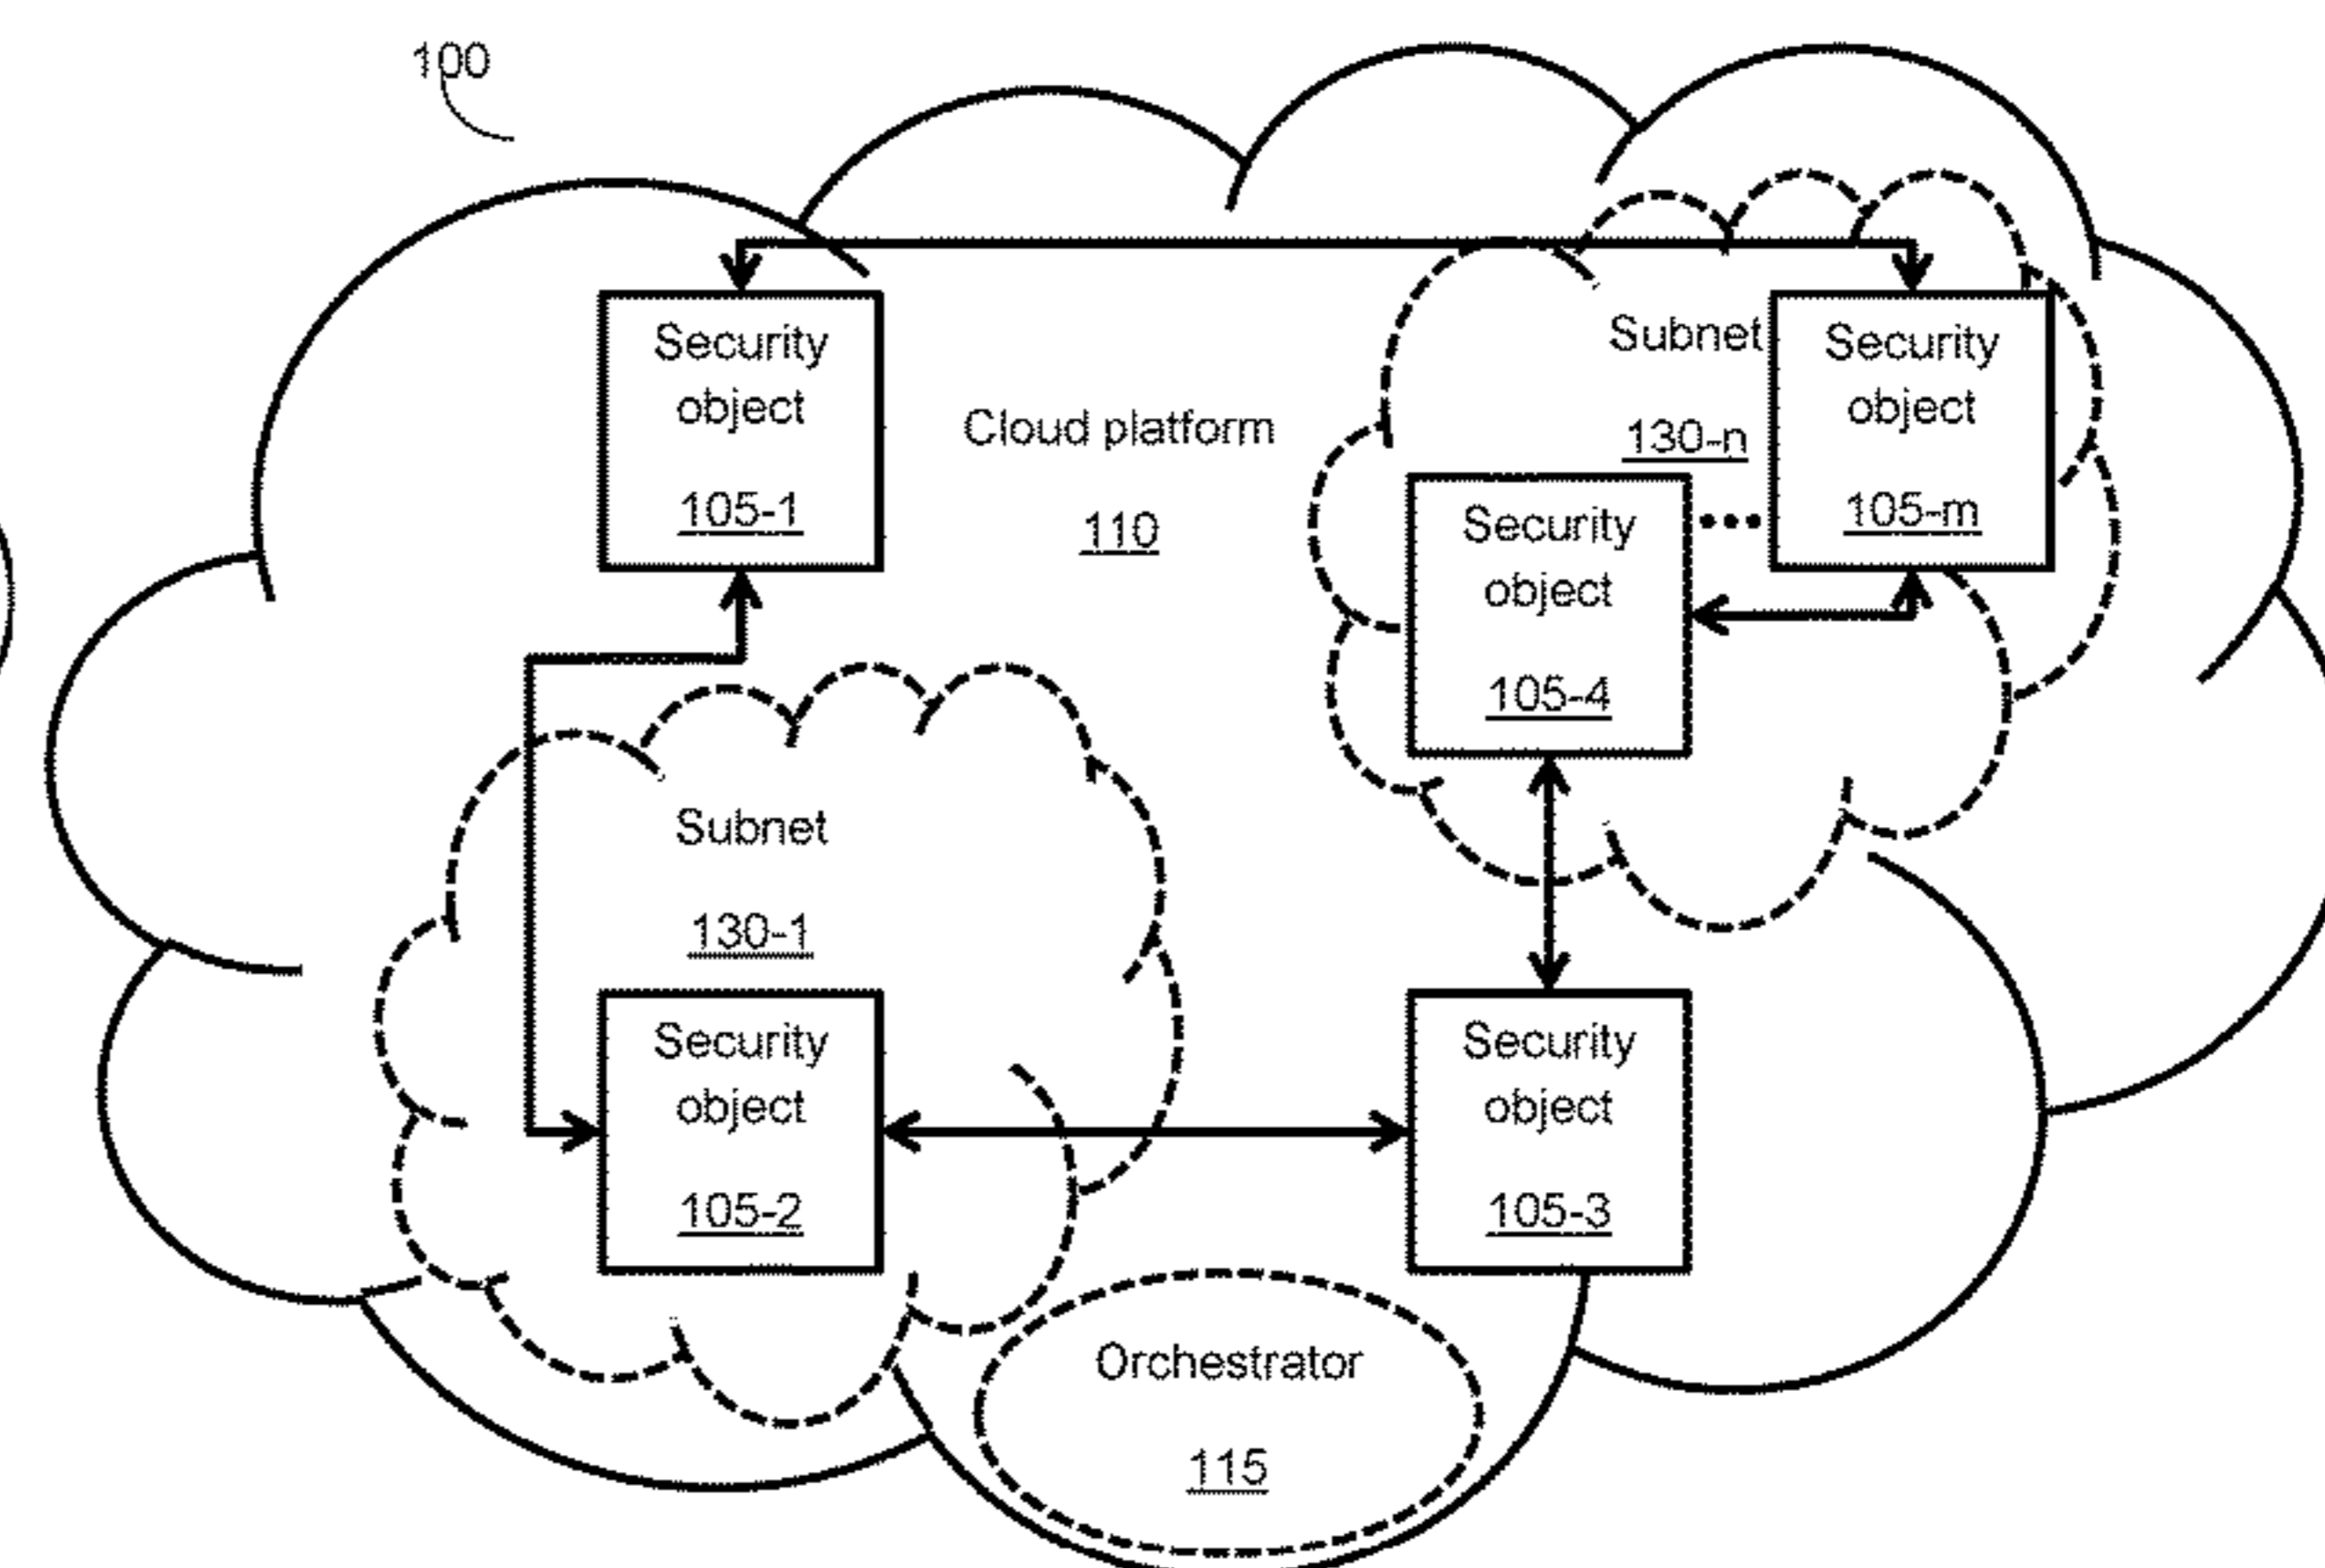 100
Security
object
105-1
Cloud platform
110
Subnet
130-n
Security
object
105-m
Security
object
105-4
Subnet
130-1
Security
object
105-2
Security
object
105-3
Orchestrator
115